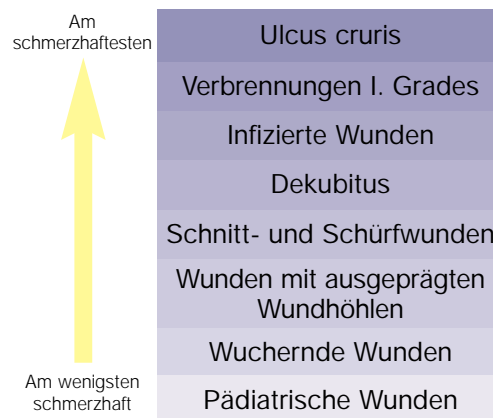 Am
schmerzhaftesten
Ulcus cruris
Verbrennungen I. Grades
Infizierte Wunden
Dekubitus
Schnitt- und Schürfwunden
Wunden mit ausgeprägten
Wundhöhlen
Wuchernde Wunden
Am wenigsten
schmerzhaft
Pädiatrische Wunden